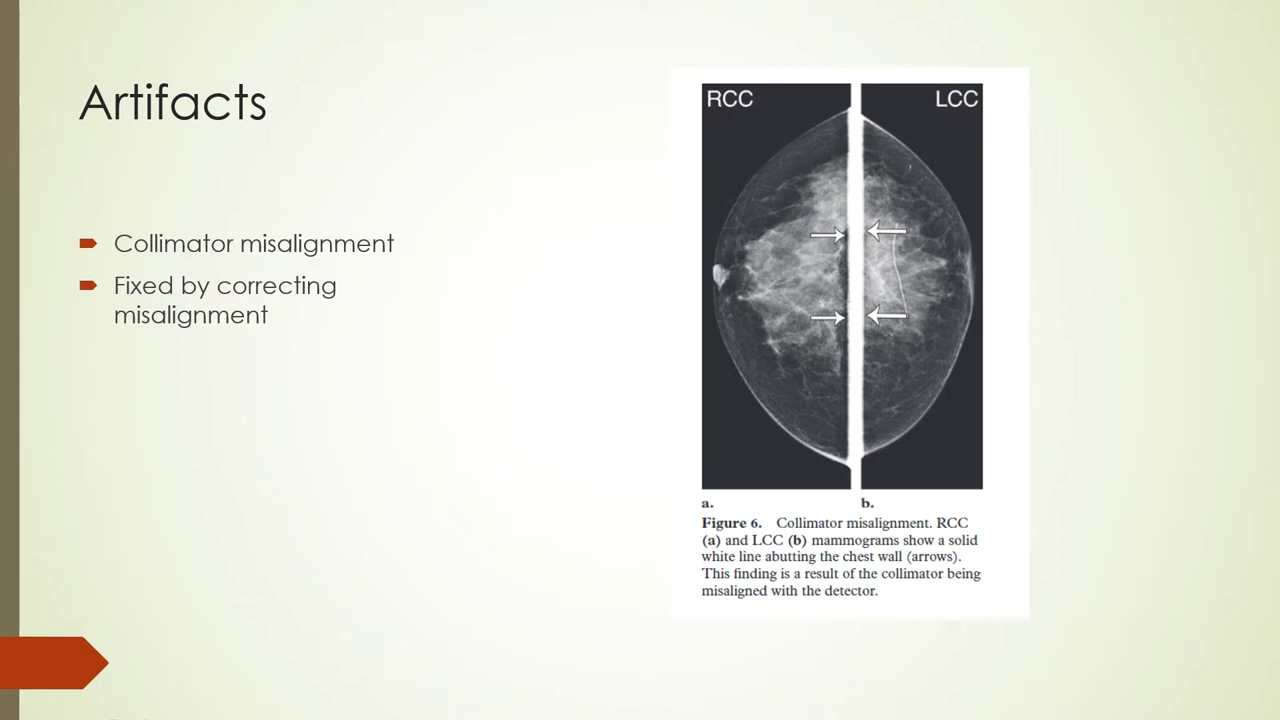 Artifacts
Collimator misalignment
Fixed by correcting
misalignment
RCC
LCC
a.
b.
Figure 6. Collimator misalignment. RCC
(a) and LCC (b) mammograms show a solid
white line abutting the chest wall (arrows).
This finding is a result of the collimator being
misaligned with the detector.